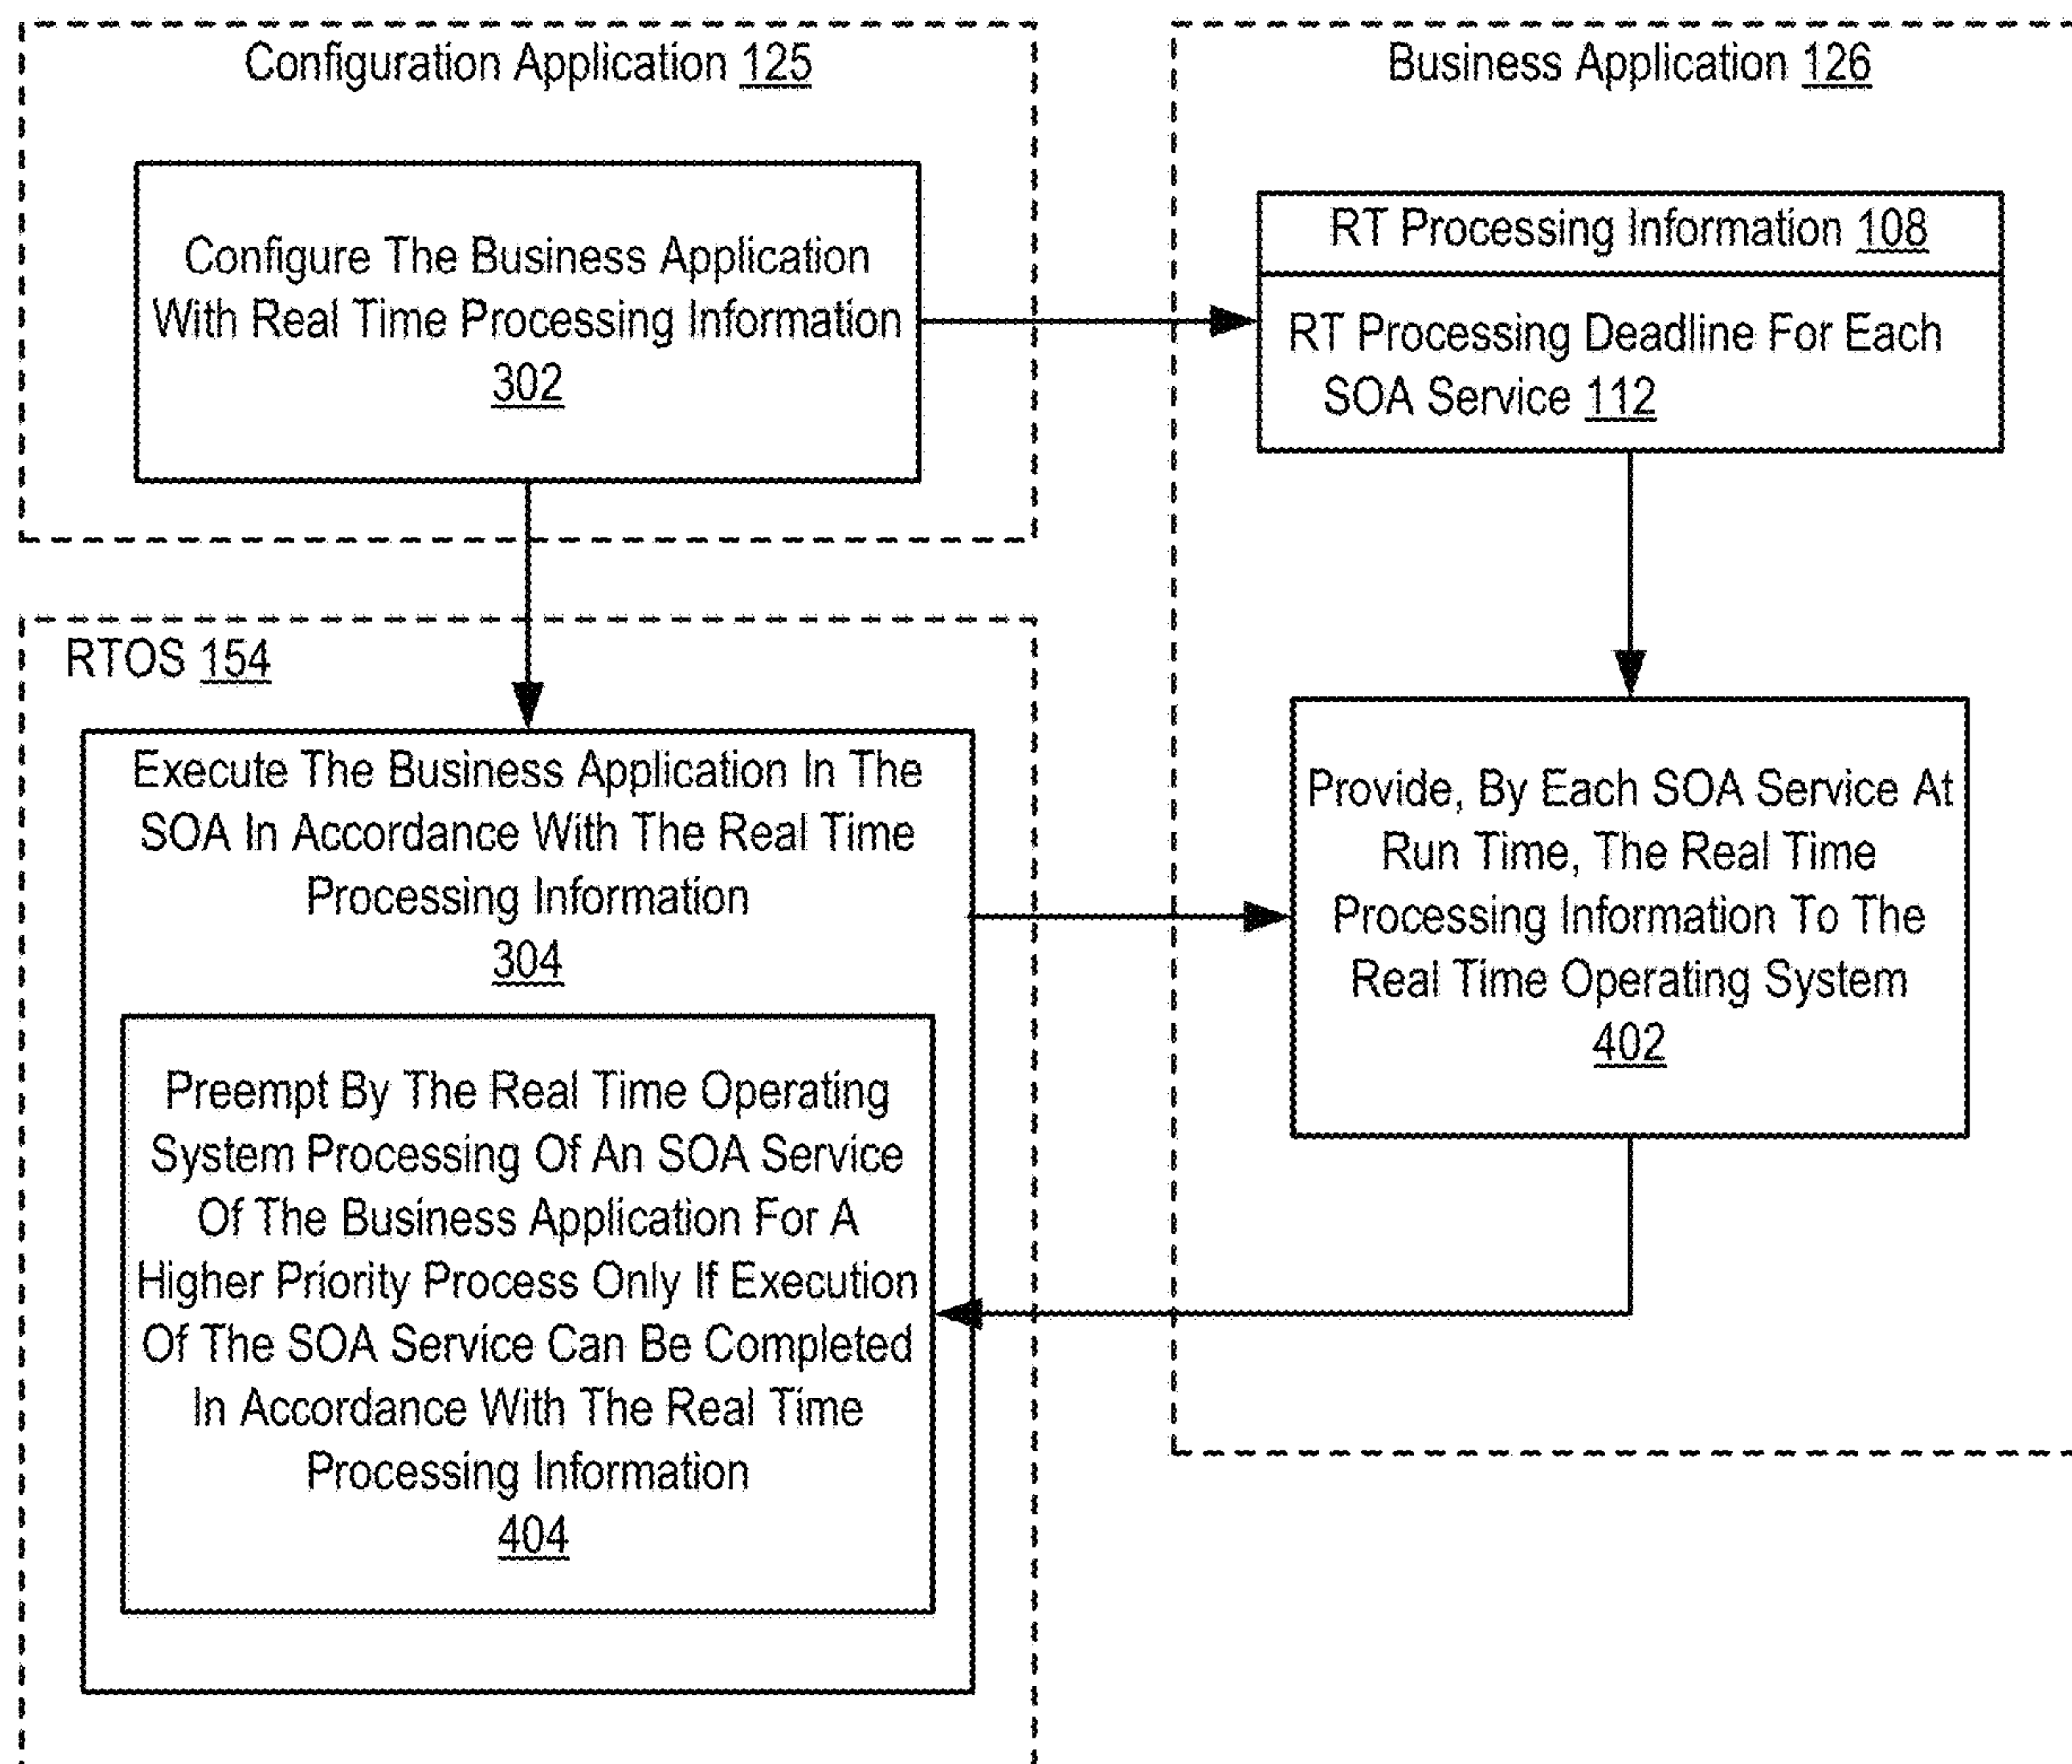 Configuration Application 125
Configure The Business Application
With Real Time Processing Information
302
Business Application 126
RT Processing Information 108
RT Processing Deadline For Each
SOA Service 112
RTOS 154
Execute The Business Application In The
SOA In Accordance With The Real Time
Processing Information
304
Provide, By Each SOA Service At
Run Time, The Real Time
Processing Information To The
Real Time Operating System
402
Preempt By The Real Time Operating
System Processing Of An SOA Service
Of The Business Application For A
Higher Priority Process Only If Execution
Of The SOA Service Can Be Completed
In Accordance With The Real Time
Processing Information
404